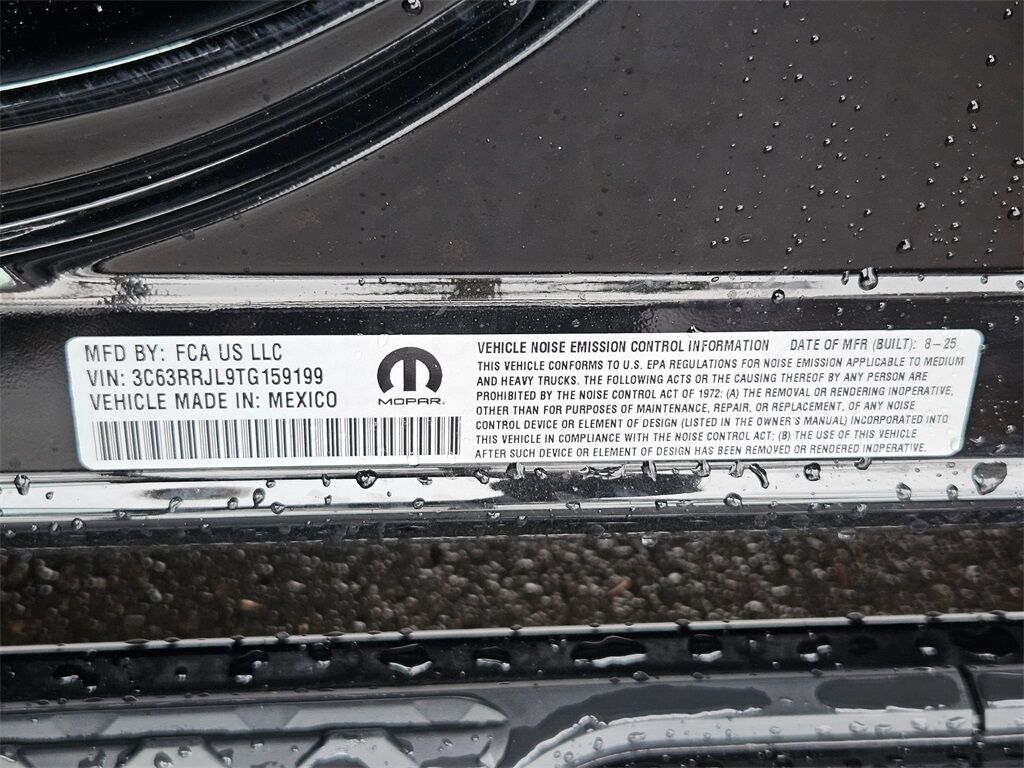 MFD BY: FCA US LLC
VIN: 3C63RRJL9TG159199
VEHICLE MADE IN: MEXICO
MOPAR.
VEHICLE NOISE EMISSION CONTROL INFORMATION DATE OF MFR (BUILT): 8-25
THIS VEHICLE CONFORMS TO U.S. EPA REGULATIONS FOR NOISE EMISSION APPLICABLE TO MEDIUM
AND HEAVY TRUCKS. THE FOLLOWING ACTS OR THE CAUSING THEREOF BY ANY PERSON ARE
PROHIBITED BY THE NOISE CONTROL ACT OF 1972: (A) THE REMOVAL OR RENDERING INOPERATIVE,
OTHER THAN FOR PURPOSES OF MAINTENANCE, REPAIR, OR REPLACEMENT, OF ANY NOISE
CONTROL DEVICE OR ELEMENT OF DESIGN (LISTED IN THE OWNER'S MANUAL) INCORPORATED INTO
THIS VEHICLE IN COMPLIANCE WITH THE NOISE CONTROL ACT; (B) THE USE OF THIS VEHICLE
AFTER SUCH DEVICE OR ELEMENT OF DESIGN HAS BEEN REMOVED OR RENDERED INOPERATIVE.